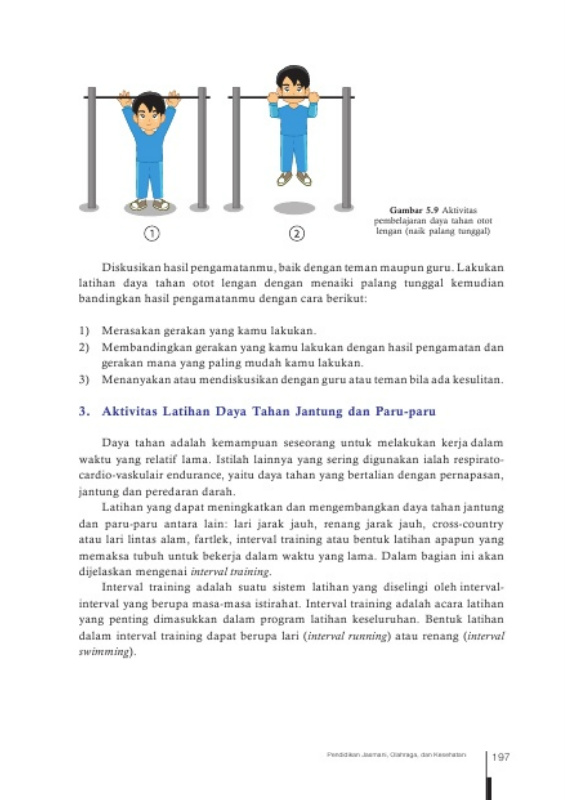 1
2
Gambar 5.9 Aktivitas
pembelajaran daya tahan otot
lengan (naik palang tunggal)
Diskusikan hasil pengamatanmu, baik dengan teman maupun guru. Lakukan
latihan daya tahan otot lengan dengan menaiki palang tunggal kemudian
bandingkan hasil pengamatanmu dengan cara berikut:
1) Merasakan gerakan yang kamu lakukan.
2) Membandingkan gerakan yang kamu lakukan dengan hasil pengamatan dan
gerakan mana yang paling mudah kamu lakukan.
3) Menanyakan atau mendiskusikan dengan guru atau teman bila ada kesulitan.
3. Aktivitas Latihan Daya Tahan Jantung dan Paru-paru
Daya tahan adalah kemampuan seseorang untuk melakukan kerja dalam
waktu yang relatif lama. Istilah lainnya yang sering digunakan ialah respirato-
cardio-vaskulair endurance, yaitu daya tahan yang bertalian dengan pernapasan,
jantung dan peredaran darah.
Latihan yang dapat meningkatkan dan mengembangkan daya tahan jantung
dan paru-paru antara lain: lari jarak jauh, renang jarak jauh, cross-country
atau lari lintas alam, fartlek, interval training atau bentuk latihan apapun yang
memaksa tubuh untuk bekerja dalam waktu yang lama. Dalam bagian ini akan
dijelaskan mengenai interval training.
Interval training adalah suatu sistem latihan yang diselingi oleh interval-
interval yang berupa masa-masa istirahat. Interval training adalah acara latihan
yang penting dimasukkan dalam program latihan keseluruhan. Bentuk latihan
dalam interval training dapat berupa lari (interval running) atau renang (interval
swimming).
Pendidikan Jasmani, Olahraga, dan Kesehatan
197